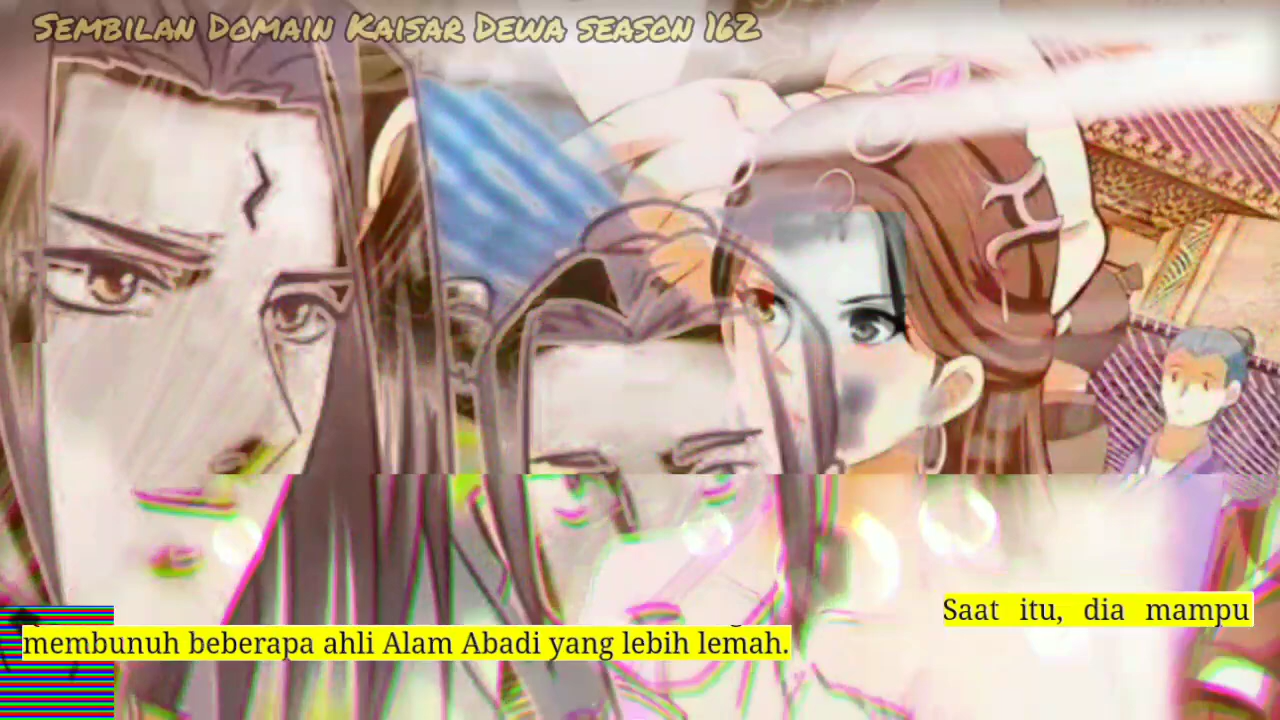 Sembilan Domain Kaisar Dewa season 162
Saat itu, dia mampu
membunuh beberapa ahli Alam Abadi yang lebih lemah.